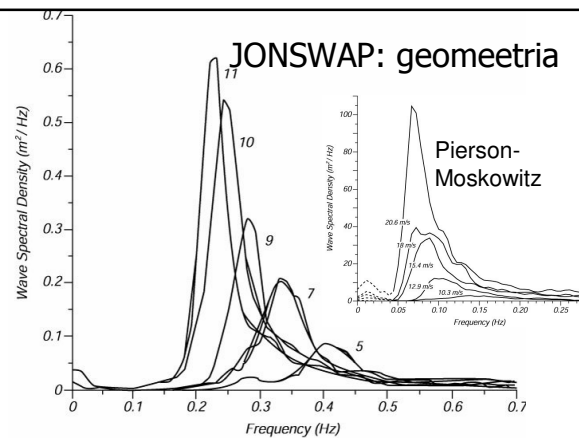 JONSWAP: geomeetria
Wave Spectral Density (m²/ Hz)
0.7
0.6
0.5
0.4
0.3
0.2
0.1
0
11
10
9
7
5
0 0.1 0.2 0.3 0.4 0.5 0.6 0.7
Frequency (Hz)
Pierson-
Moskowitz
Wave Spectral Density (m²/ Hz)
100
80
60
40
20
0
20.6 m/s
18 m/s
15.4 m/s
12.9 m/s
10.3 m/s
0.00 0.05 0.10 0.15 0.20 0.25
Frequency (Hz)